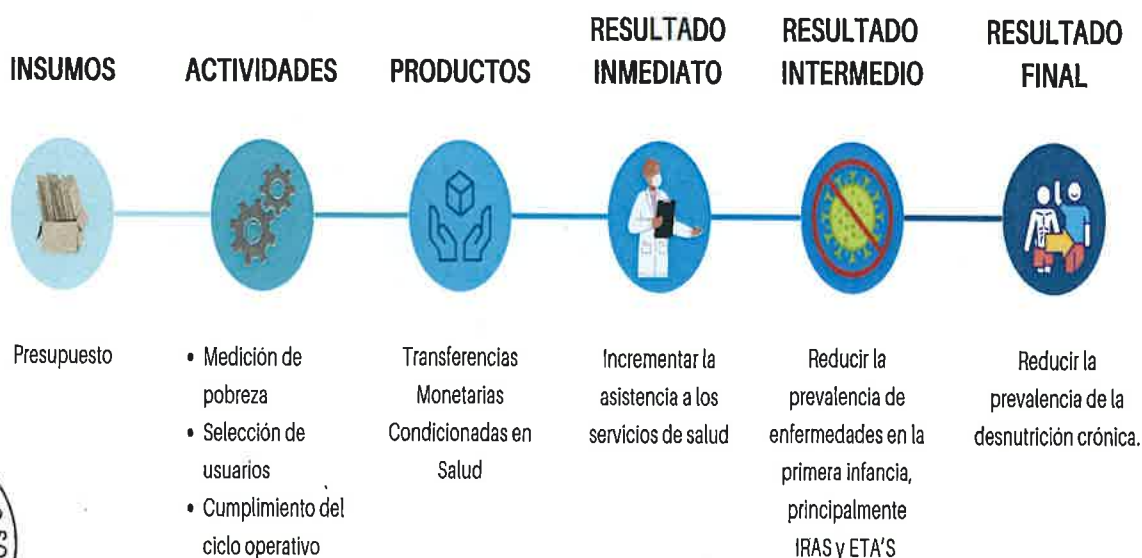 INSUMOS
ACTIVIDADES
PRODUCTOS
RESULTADO
INMEDIATO
RESULTADO
INTERMEDIO
RESULTADO
FINAL
Presupuesto
• Medición de
pobreza
• Selección de
usuarios
• Cumplimiento del
ciclo operativo
Transferencias
Monetarias
Condicionadas en
Salud
Incrementar la
asistencia a los
servicios de salud
Reducir la
prevalencia de
enfermedades en la
primera infancia,
principalmente
IRAS y ETA'S
Reducir la
prevalencia de la
desnutrición crónica.